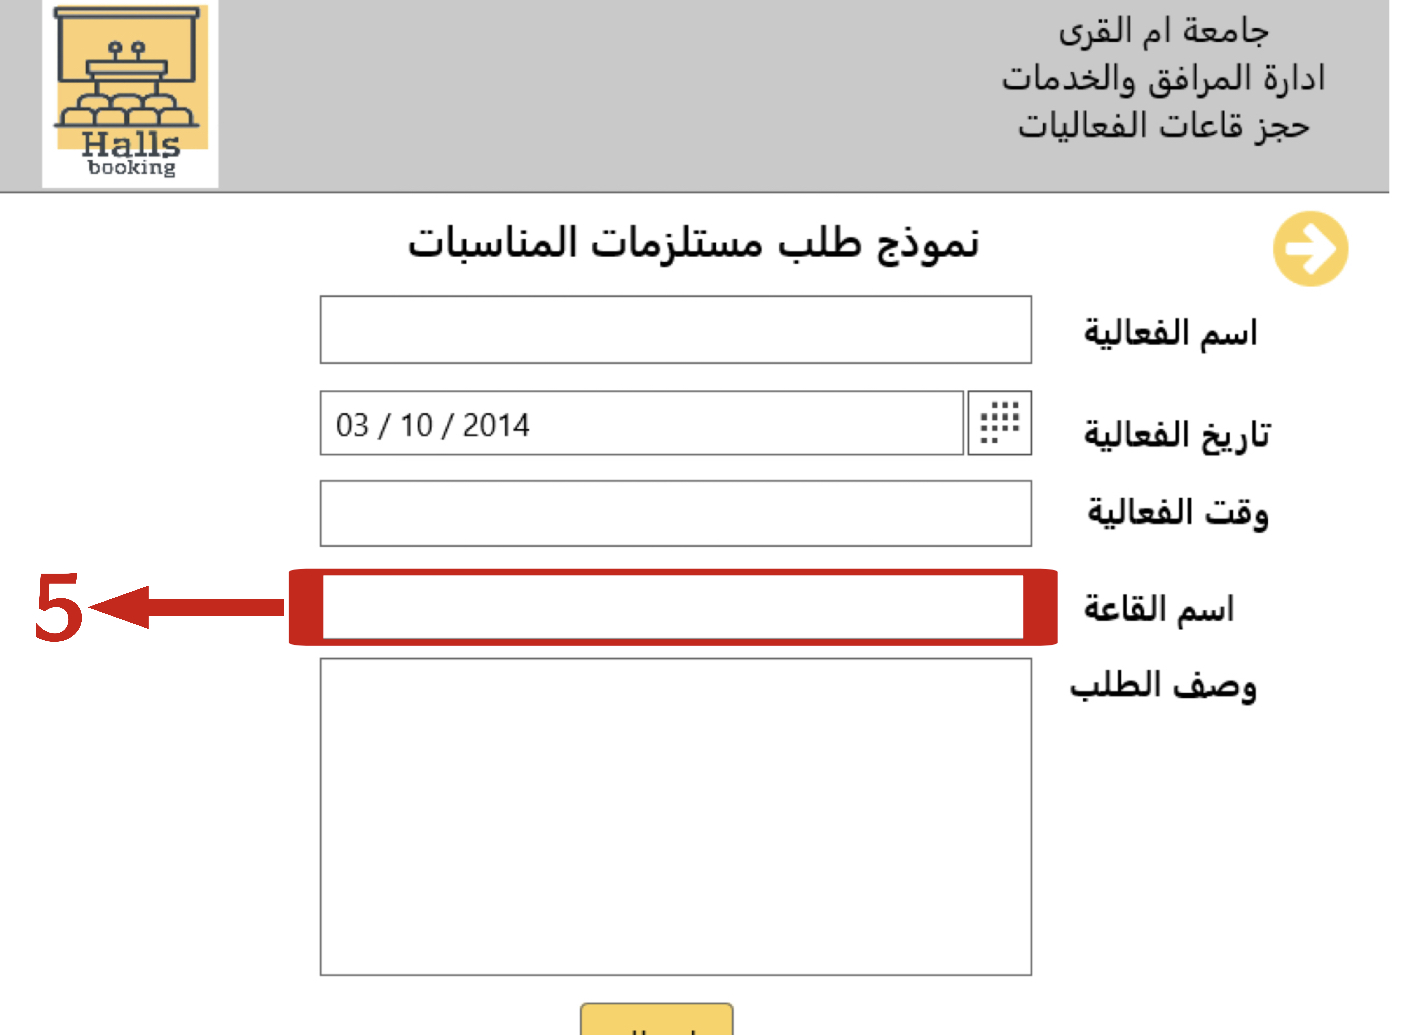 جامعة ام القرى
ادارة المرافق والخدمات
حجز قاعات الفعاليات
Halls
booking
نموذج طلب مستلزمات المناسبات
اسم الفعالية
تاريخ الفعالية
03 / 10 / 2014
وقت الفعالية
اسم القاعة
5
وصف الطلب